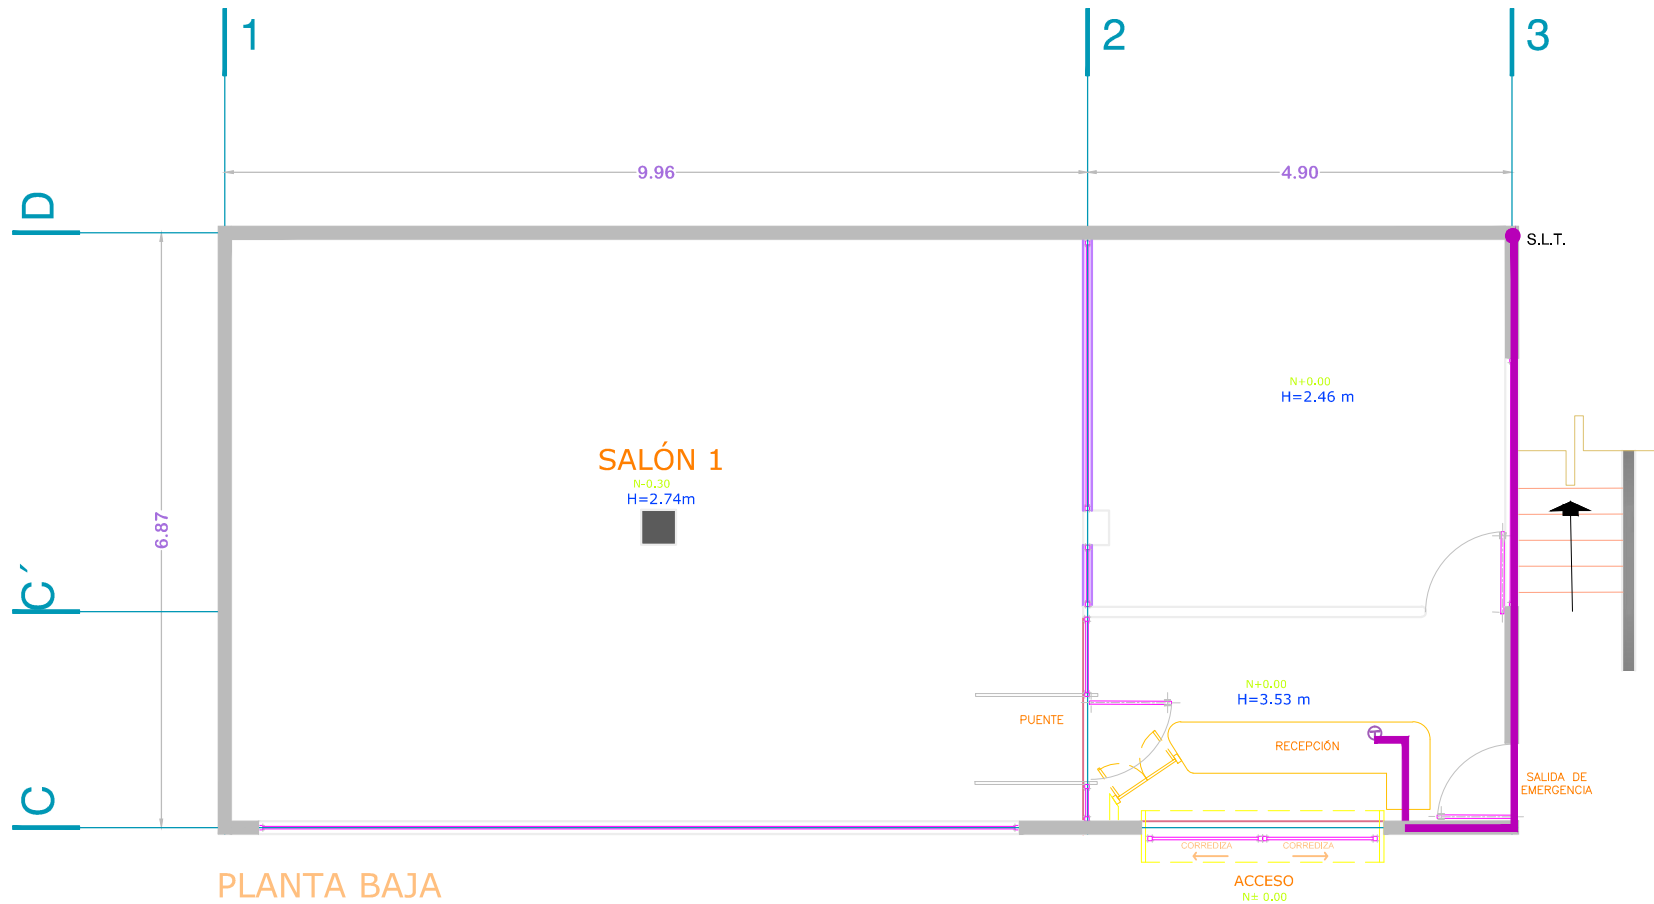 1
2
3
9.96
4.90
D
S.L.T.
N+0.00
H=2.46 m
SALÓN 1
N-0.30
H=2.74m
6.87
C´
N+0.00
H=3.53 m
PUENTE
RECEPCIÓN
T
SALIDA DE
EMERGENCIA
C
CORREDIZA
CORREDIZA
ACCESO
N± 0.00
PLANTA BAJA